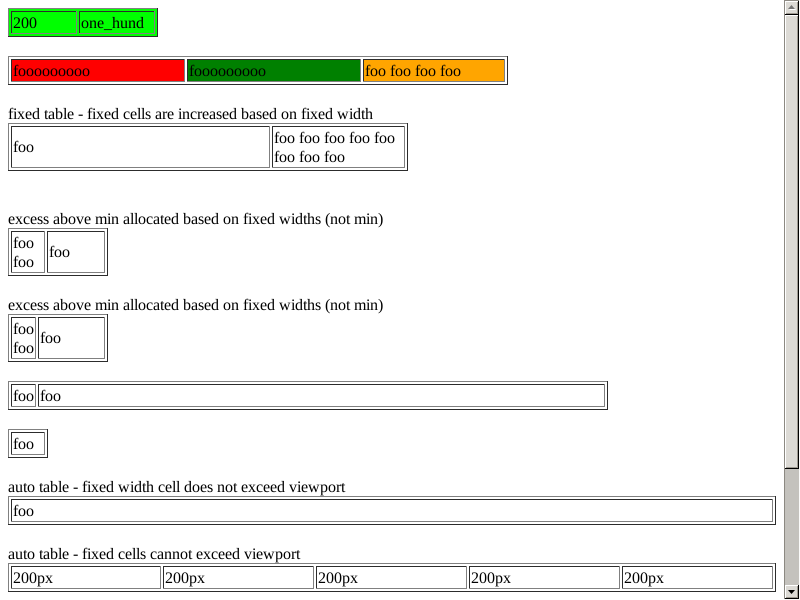 200 one_hund
fooooooooo fooooooooo foo foo foo foo
fixed table - fixed cells are increased based on fixed width
foo foo foo foo foo foo
foo foo foo
excess above min allocated based on fixed widths (not min)
foo
foo foo
excess above min allocated based on fixed widths (not min)
foo
foo foo
foo foo
foo
auto table - fixed width cell does not exceed viewport
foo
auto table - fixed cells cannot exceed viewport
200px 200px 200px 200px 200px